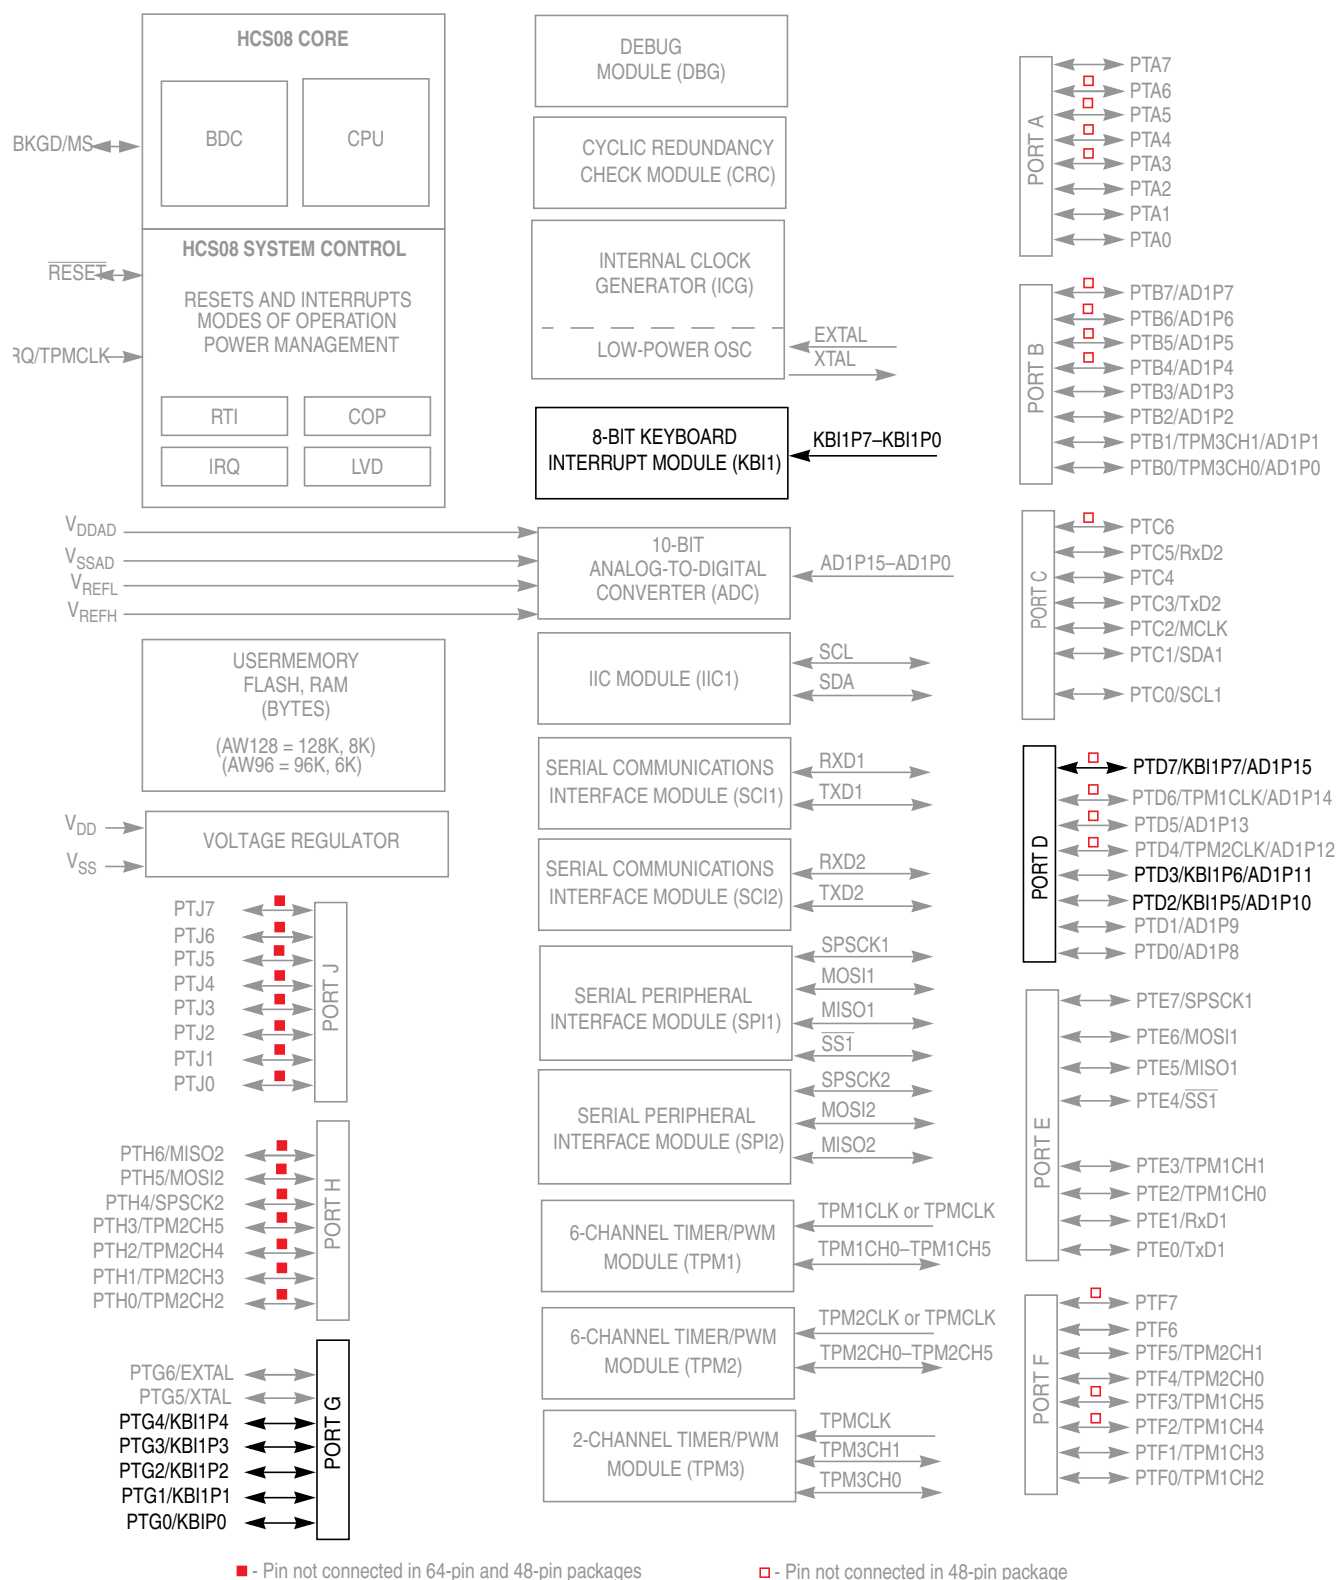 HCS08 CORE
BDC
CPU
BKGD/MS
HCS08 SYSTEM CONTROL
RESET
RESETS AND INTERRUPTS
MODES OF OPERATION
POWER MANAGEMENT
RQ/TPMCLK
RTI
COP
IRQ
LVD
VDDAD
VSSAD
VREFL
VREFH
USERMEMORY
FLASH, RAM
(BYTES)
(AW128 = 128K, 8K)
(AW96 = 96K, 6K)
VDD
VSS
VOLTAGE REGULATOR
PTJ7
PTJ6
PTJ5
PTJ4
PTJ3
PTJ2
PTJ1
PTJ0
PORT J
PTH6/MISO2
PTH5/MOSI2
PTH4/SPSCK2
PTH3/TPM2CH5
PTH2/TPM2CH4
PTH1/TPM2CH3
PTH0/TPM2CH2
PORT H
PTG6/EXTAL
PTG5/XTAL
PTG4/KBI1P4
PTG3/KBI1P3
PTG2/KBI1P2
PTG1/KBI1P1
PTG0/KBIP0
PORT G
DEBUG
MODULE (DBG)
CYCLIC REDUNDANCY
CHECK MODULE (CRC)
INTERNAL CLOCK
GENERATOR (ICG)
LOW-POWER OSC
EXTAL
XTAL
8-BIT KEYBOARD
INTERRUPT MODULE (KBI1)
KBI1P7–KBI1P0
10-BIT
ANALOG-TO-DIGITAL
CONVERTER (ADC)
AD1P15–AD1P0
IIC MODULE (IIC1)
SCL
SDA
SERIAL COMMUNICATIONS
INTERFACE MODULE (SCI1)
RXD1
TXD1
SERIAL COMMUNICATIONS
INTERFACE MODULE (SCI2)
RXD2
TXD2
SERIAL PERIPHERAL
INTERFACE MODULE (SPI1)
SPSCK1
MOSI1
MISO1
SS1
SERIAL PERIPHERAL
INTERFACE MODULE (SPI2)
SPSCK2
MOSI2
MISO2
6-CHANNEL TIMER/PWM
MODULE (TPM1)
TPM1CLK or TPMCLK
TPM1CH0–TPM1CH5
6-CHANNEL TIMER/PWM
MODULE (TPM2)
TPM2CLK or TPMCLK
TPM2CH0–TPM2CH5
2-CHANNEL TIMER/PWM
MODULE (TPM3)
TPMCLK
TPM3CH1
TPM3CH0
PORT A
PTA7
PTA6
PTA5
PTA4
PTA3
PTA2
PTA1
PTA0
PORT B
PTB7/AD1P7
PTB6/AD1P6
PTB5/AD1P5
PTB4/AD1P4
PTB3/AD1P3
PTB2/AD1P2
PTB1/TPM3CH1/AD1P1
PTB0/TPM3CH0/AD1P0
PORT C
PTC6
PTC5/RxD2
PTC4
PTC3/TxD2
PTC2/MCLK
PTC1/SDA1
PTC0/SCL1
PORT D
PTD7/KBI1P7/AD1P15
PTD6/TPM1CLK/AD1P14
PTD5/AD1P13
PTD4/TPM2CLK/AD1P12
PTD3/KBI1P6/AD1P11
PTD2/KBI1P5/AD1P10
PTD1/AD1P9
PTD0/AD1P8
PORT E
PTE7/SPSCK1
PTE6/MOSI1
PTE5/MISO1
PTE4/SS1
PTE3/TPM1CH1
PTE2/TPM1CH0
PTE1/RxD1
PTE0/TxD1
PORT F
PTF7
PTF6
PTF5/TPM2CH1
PTF4/TPM2CH0
PTF3/TPM1CH5
PTF2/TPM1CH4
PTF1/TPM1CH3
PTF0/TPM1CH2
- Pin not connected in 64-pin and 48-pin packages
- Pin not connected in 48-pin package